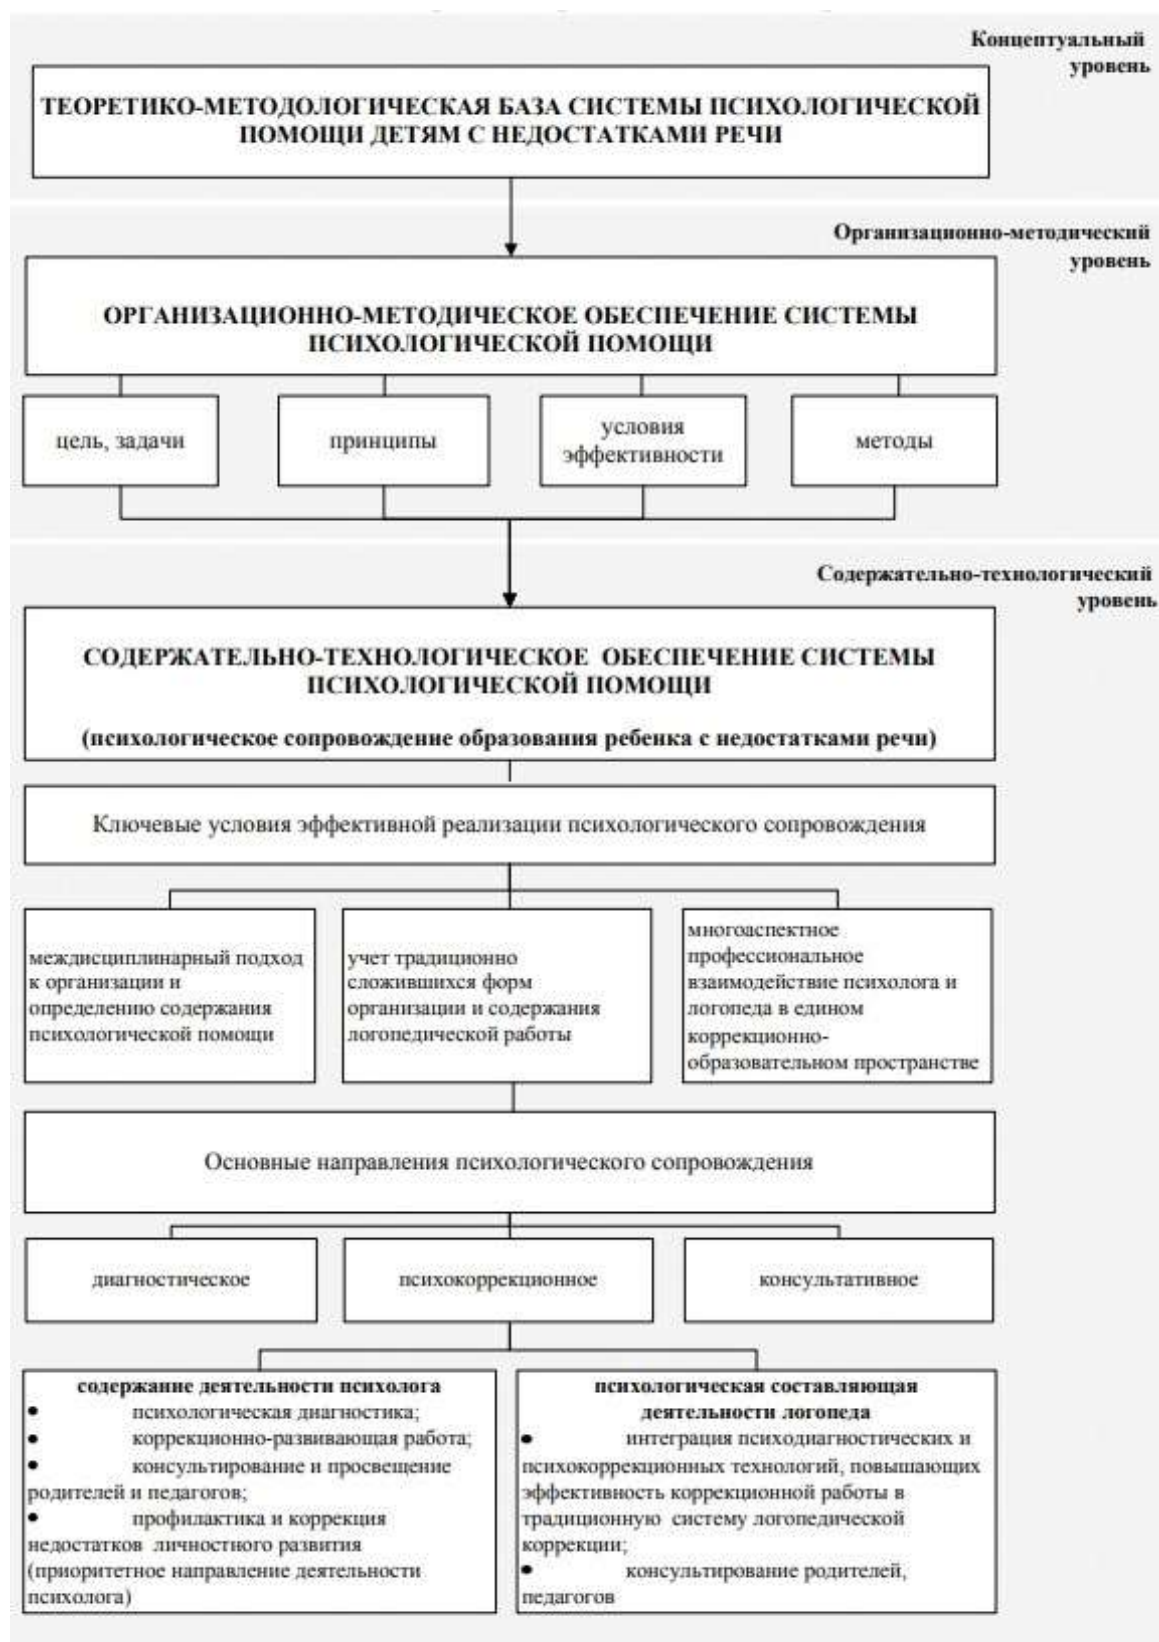 Концептуальный
уровень
ТЕОРЕТИКО-МЕТОДОЛОГИЧЕСКАЯ БАЗА СИСТЕМЫ ПСИХОЛОГИЧЕСКОЙ
ПОМОЩИ ДЕТЯМ С НЕДОСТАТКАМИ РЕЧИ
Организационно-методический
уровень
ОРГАНИЗАЦИОННО-МЕТОДИЧЕСКОЕ ОБЕСПЕЧЕНИЕ СИСТЕМЫ
ПСИХОЛОГИЧЕСКОЙ ПОМОЩИ
цель, задачи
принципы
условия
эффективности
методы
Содержательно-технологический
уровень
СОДЕРЖАТЕЛЬНО-ТЕХНОЛОГИЧЕСКОЕ ОБЕСПЕЧЕНИЕ СИСТЕМЫ
ПСИХОЛОГИЧЕСКОЙ ПОМОЩИ
(психологическое сопровождение образования ребенка с недостатками речи)
Ключевые условия эффективной реализации психологического сопровождения
междисциплинарный подход
к организации и
определению содержания
психологической помощи
учет традиционно
сложившихся форм
организации и содержания
логопедической работы
многоаспектное
профессиональное
взаимодействие психолога и
логопеда в едином
коррекционно-
образовательном пространстве
Основные направления психологического сопровождения
диагностическое
психокоррекционное
консультативное
содержание деятельности психолога
• психологическая диагностика;
• коррекционно-развивающая работа;
• консультирование и просвещение
родителей и педагогов;
• профилактика и коррекция
недостатков личностного развития
(приоритетное направление деятельности
психолога)
психологическая составляющая
деятельности логопеда
• интеграция психодиагностических и
психокоррекционных технологий, повышающих
эффективность коррекционной работы в
традиционную систему логопедической
коррекции;
• консультирование родителей,
педагогов